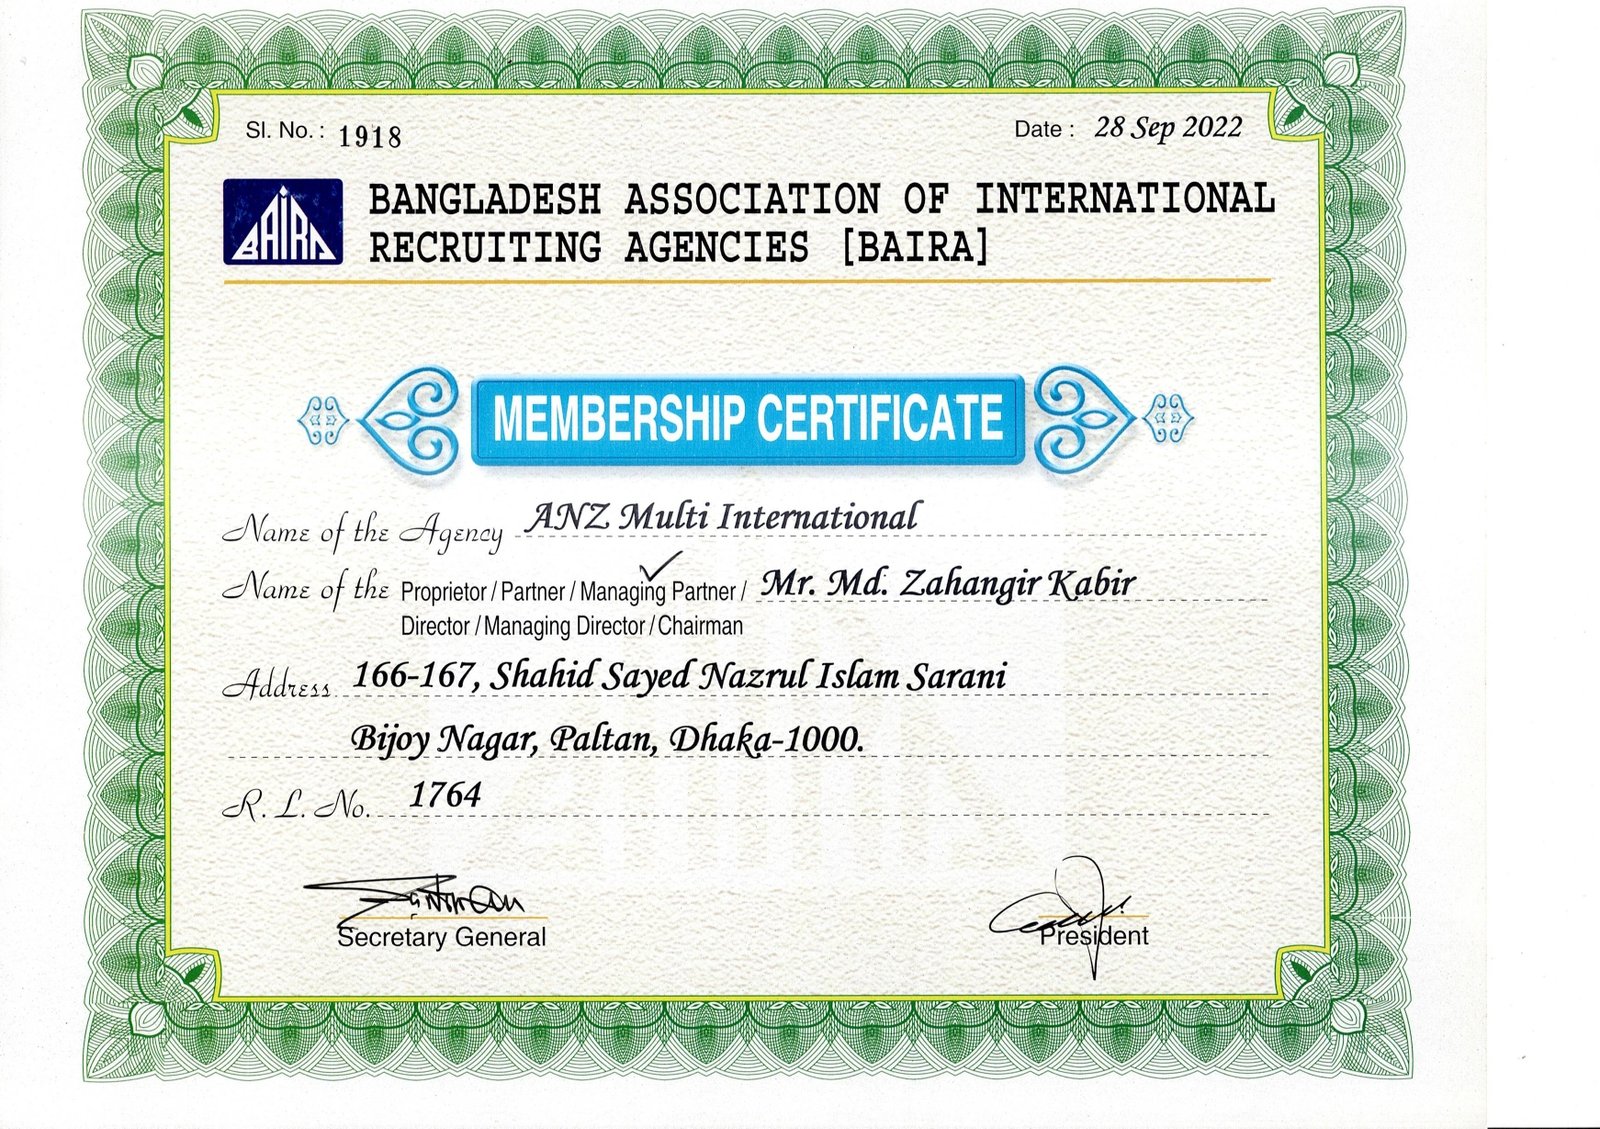 Sl. No. : 1918
Date : 28 Sep 2022
BAIRA
BANGLADESH ASSOCIATION OF INTERNATIONAL
RECRUITING AGENCIES [BAIRA]
MEMBERSHIP CERTIFICATE
Name of the Agency ANZ Multi International
Name of the Proprietor / Partner / Managing Partner / Mr. Md. Zahangir Kabir
Director / Managing Director / Chairman
Address 166-167, Shahid Sayed Nazrul Islam Sarani
Bijoy Nagar, Paltan, Dhaka-1000.
R. L. No. 1764
Secretary General
President